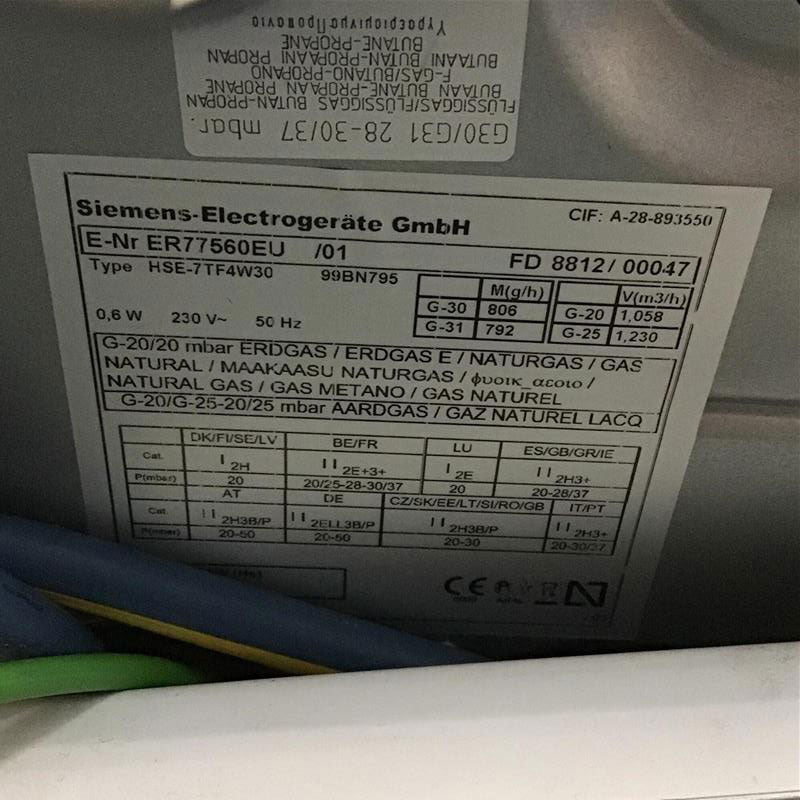 Υγραεριομιγμα Προπανιο
BUTANE-PROPANE
BUTAANI BUTAN-PROPAANI PROPAN
F-GAS/BUTANO-PROPANO
BUTAAN BUTANE-PROPAAN PROPANE
FLÜSSIGGAS/FLÜSSIGGAS BUTAN-PROPAN
G30/G31 28-30/37 mbar.
Siemens-Electrogeräte GmbH CIF: A-28-893550
E-Nr ER77560EU /01 FD 8812/ 00047
Type HSE-7TF4W30 99BN795
M(g/h) V(m3/h)
G-30 806 G-20 1,058
0,6 W 230 V~ 50 Hz G-31 792 G-25 1,230
G-20/20 mbar ERDGAS / ERDGAS E / NATURGAS / GAS
NATURAL / MAAKAASU NATURGAS / φυσικ_αεσιο /
NATURAL GAS / GAS METANO / GAS NATUREL
G-20/G-25-20/25 mbar AARDGAS / GAZ NATUREL LACQ
DK/FI/SE/LV BE/FR LU ES/GB/GR/IE
Cat. I 2H II 2E+3+ I 2E II 2H3+
P(mbar) 20 20/25-28-30/37 20 20-28/37
AT DE CZ/SK/EE/LT/SI/RO/GB IT/PT
Cat. II 2H3B/P II 2ELL3B/P II 2H3B/P II 2H3+
P(mbar) 20-50 20-50 20-30 20-30/37
CE N